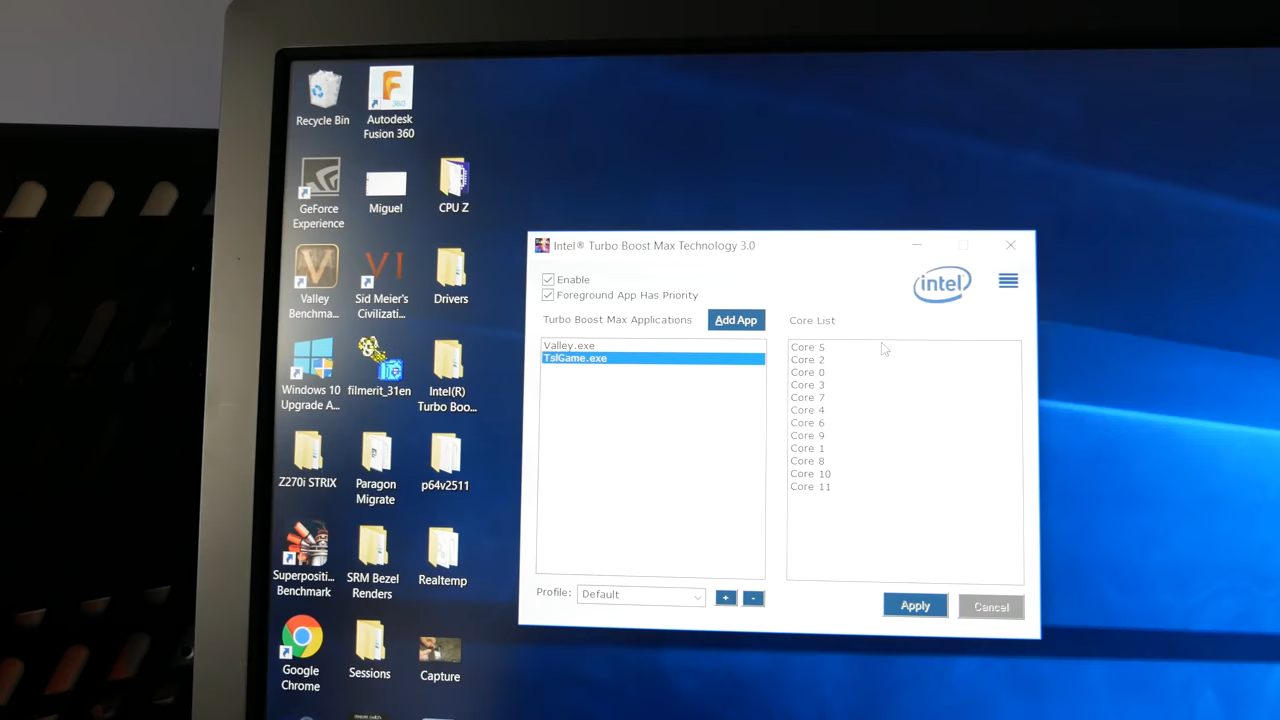 Recycle Bin
360
Autodesk
Fusion 360
GeForce
Experience
Miguel
CPU Z
Valley
Benchma...
VI
Sid Meier's
Civilizati...
Drivers
Windows 10
Upgrade A...
filmerit_31en
Intel(R)
Turbo Boo...
Z270i STRIX
Paragon
Migrate
p64v2511
Superpositi...
Benchmark
SRM Bezel
Renders
Realtemp
Google
Chrome
Sessions
Capture
Intel® Turbo Boost Max Technology 3.0
Enable
Foreground App Has Priority
intel
Turbo Boost Max Applications
Add App
Core List
Valley.exe
TslGame.exe
Core 5
Core 2
Core 0
Core 3
Core 7
Core 4
Core 6
Core 9
Core 1
Core 8
Core 10
Core 11
Profile:
Default
+
-
Apply
Cancel